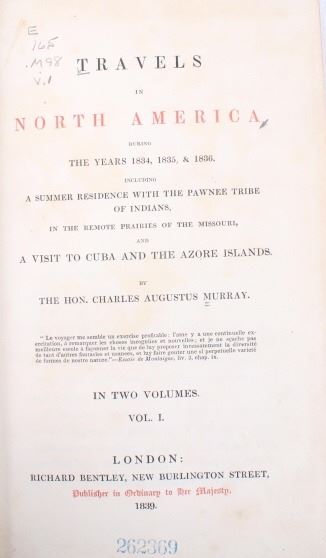 E
165
.M98
v.1
TRAVELS
IN
NORTH AMERICA
DURING
THE YEARS 1834, 1835, & 1836.
INCLUDING
A SUMMER RESIDENCE WITH THE PAWNEE TRIBE
OF INDIANS,
IN THE REMOTE PRAIRIES OF THE MISSOURI,
AND
A VISIT TO CUBA AND THE AZORE ISLANDS.
BY
THE HON. CHARLES AUGUSTUS MURRAY.
"Le voyager me semble un exercise profitable: l'ame y a une continuelle ex-
ercitation, à remarquer les choses incogneües et nouvelles; et je ne sçache pas
meilleure escole à façonner la vie que de luy proposer incessamment la diversité
de tant d'autres fantasies et usances, et luy faire gouter une si perpetuelle varieté
de formes de nostre nature."—Essais de Montaigne, liv. 3, chap. ix.
IN TWO VOLUMES.
VOL. I.
LONDON:
RICHARD BENTLEY, NEW BURLINGTON STREET,
Publisher in Ordinary to Her Majesty.
1839.
262369